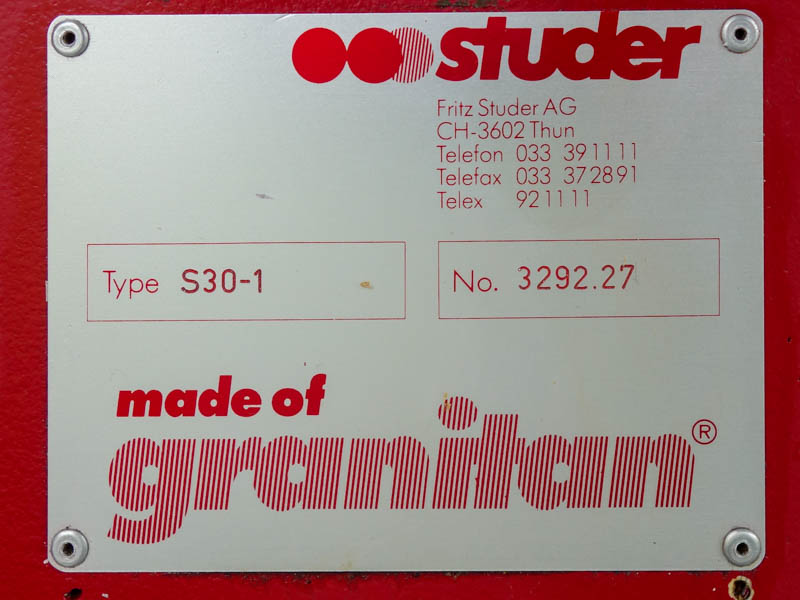 studer
Fritz Studer AG
CH-3602 Thun
Telefon 033 391111
Telefax 033 372891
Telex 921111
Type S30-1
No. 3292.27
made of
granitan®